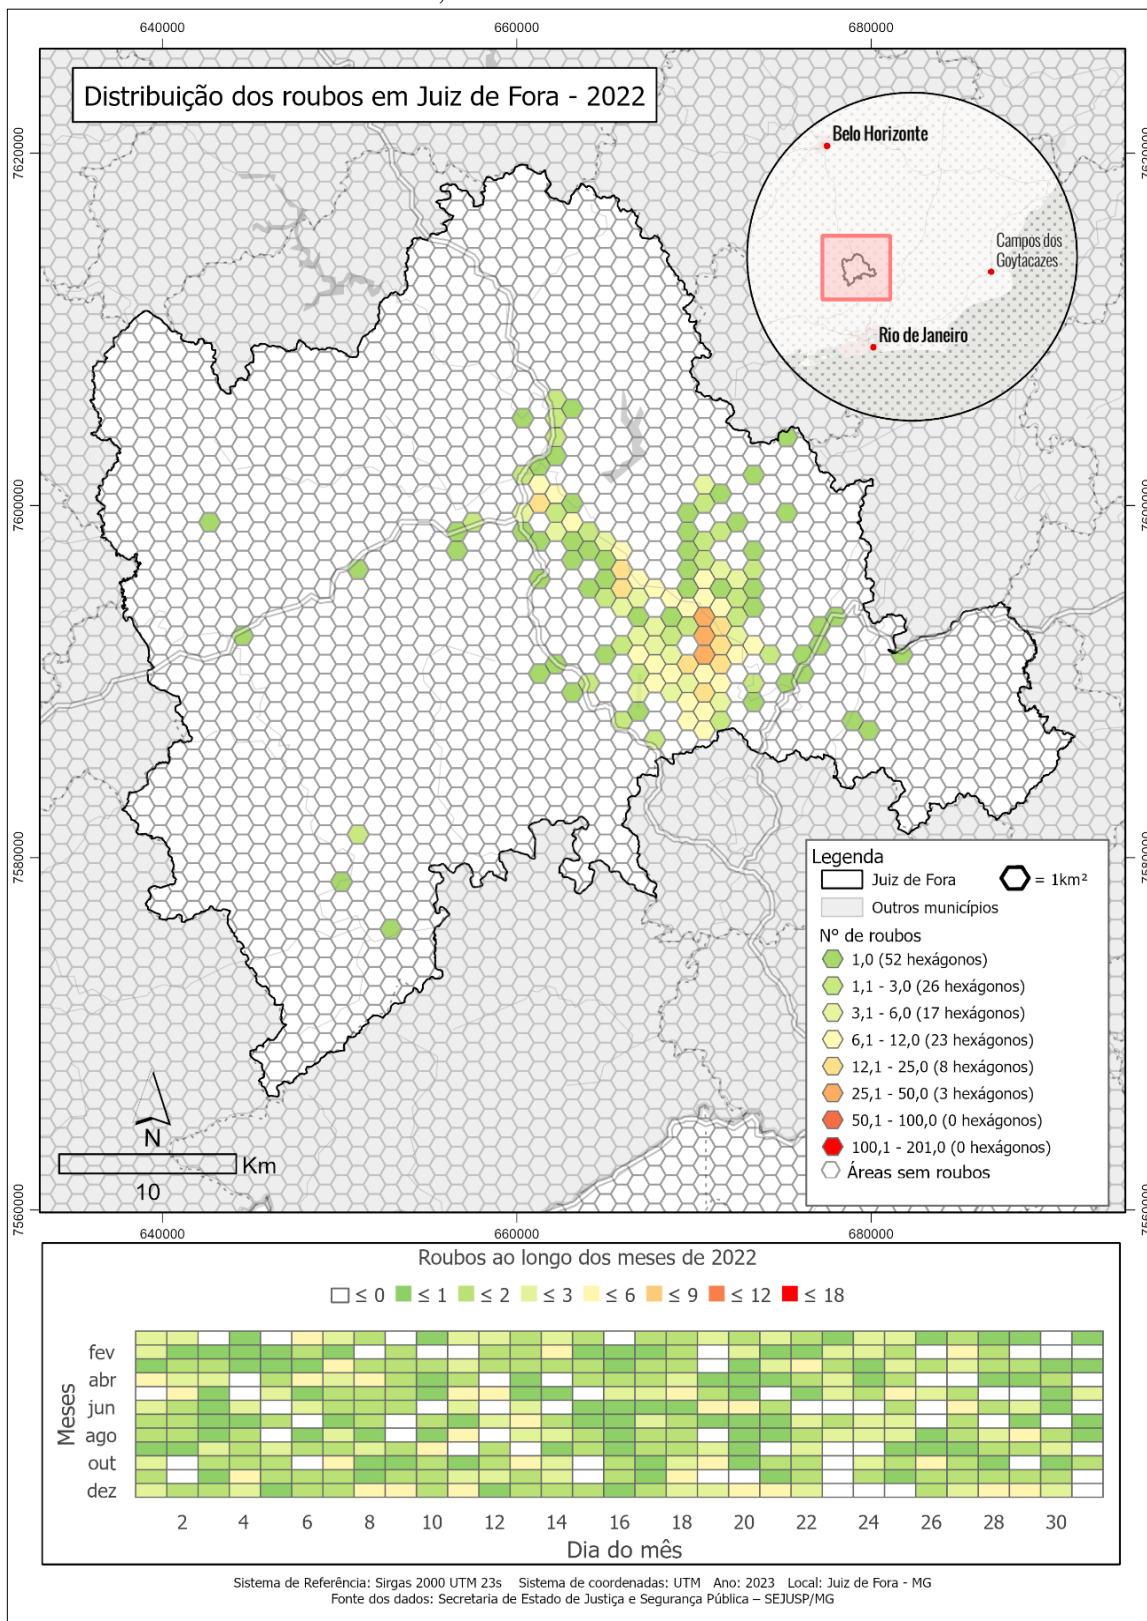 640000
660000
680000
Distribuição dos roubos em Juiz de Fora - 2022
Belo Horizonte
Campos dos
Goytacazes
Rio de Janeiro
7620000
7620000
7600000
7600000
7580000
7580000
7560000
7560000
Legenda
Juiz de Fora
= 1km²
Outros municípios
N° de roubos
1,0 (52 hexágonos)
1,1 - 3,0 (26 hexágonos)
3,1 - 6,0 (17 hexágonos)
6,1 - 12,0 (23 hexágonos)
12,1 - 25,0 (8 hexágonos)
25,1 - 50,0 (3 hexágonos)
50,1 - 100,0 (0 hexágonos)
100,1 - 201,0 (0 hexágonos)
Áreas sem roubos
N
Km
10
640000
660000
680000
Roubos ao longo dos meses de 2022
≤ 0 ≤ 1 ≤ 2 ≤ 3 ≤ 6 ≤ 9 ≤ 12 ≤ 18
Meses
fev
abr
jun
ago
out
dez
2 4 6 8 10 12 14 16 18 20 22 24 26 28 30
Dia do mês
Sistema de Referência: Sirgas 2000 UTM 23s Sistema de coordenadas: UTM Ano: 2023 Local: Juiz de Fora - MG
Fonte dos dados: Secretaria de Estado de Justiça e Segurança Pública – SEJUSP/MG